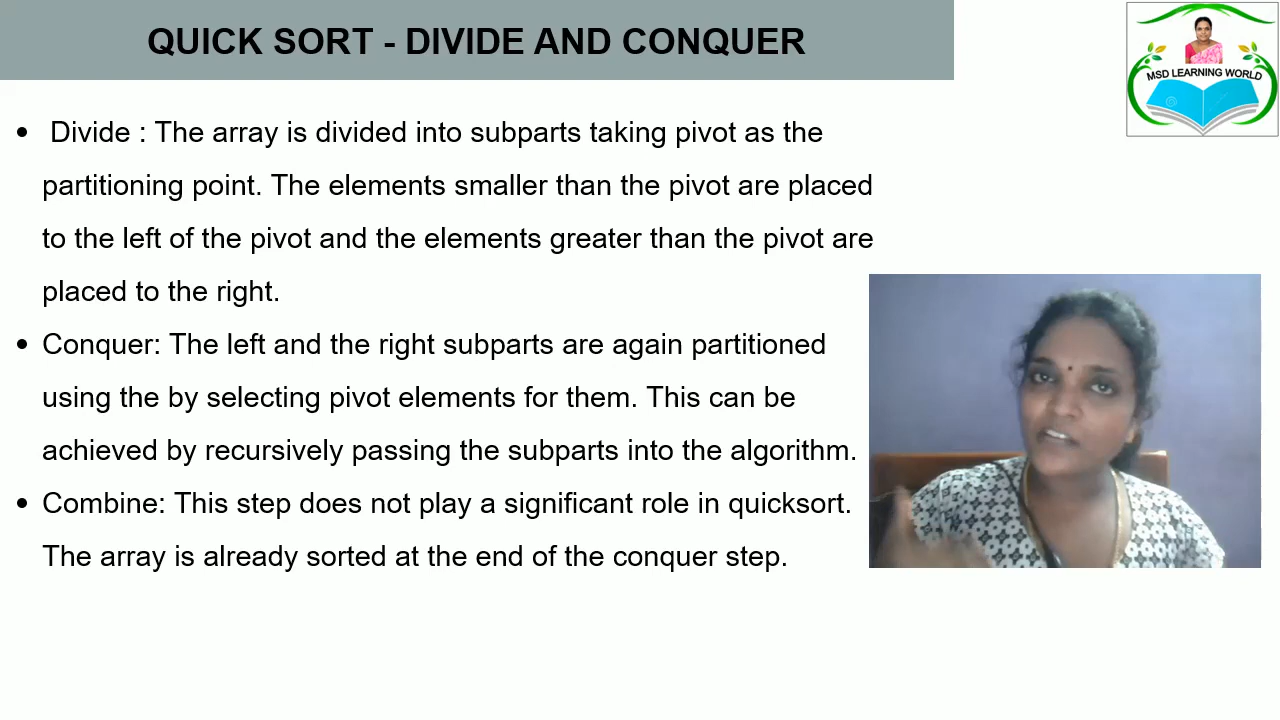 QUICK SORT - DIVIDE AND CONQUER
MSD LEARNING WORLD
• Divide : The array is divided into subparts taking pivot as the
partitioning point. The elements smaller than the pivot are placed
to the left of the pivot and the elements greater than the pivot are
placed to the right.
• Conquer: The left and the right subparts are again partitioned
using the by selecting pivot elements for them. This can be
achieved by recursively passing the subparts into the algorithm.
• Combine: This step does not play a significant role in quicksort.
The array is already sorted at the end of the conquer step.